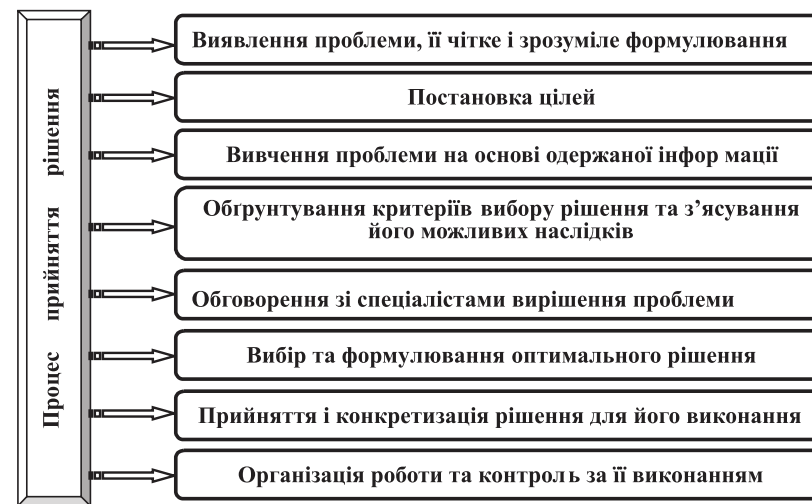 Процес прийняття рішення
Виявлення проблеми, її чітке і зрозуміле формулювання
Постановка цілей
Вивчення проблеми на основі одержаної інфор мації
Обґрунтування критеріїв вибору рішення та з’ясування
його можливих наслідків
Обговорення зі спеціалістами вирішення проблеми
Вибір та формулювання оптимального рішення
Прийняття і конкретизація рішення для його виконання
Організація роботи та контроль за її виконанням